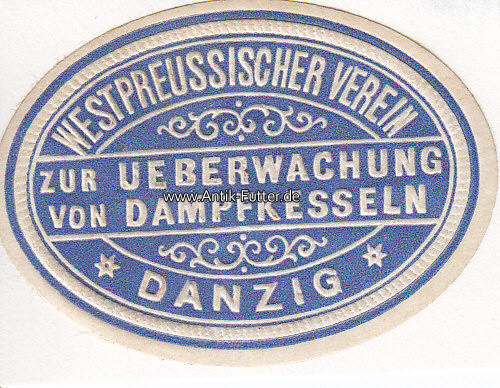 WESTPREUSSISCHER VEREIN
ZUR UEBERWACHUNG
www.Antik-Futter.de
VON DAMPFKESSELN
DANZIG